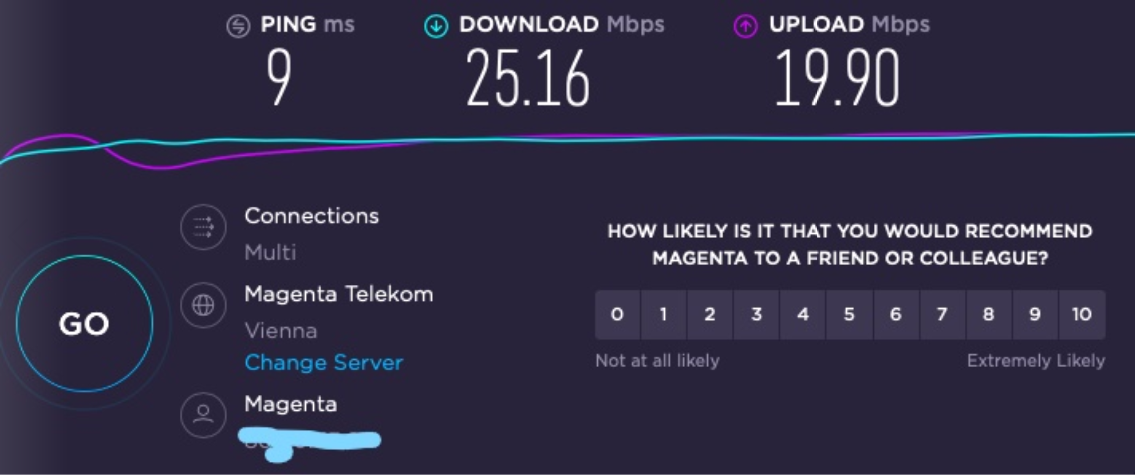 PING ms
9
DOWNLOAD Mbps
25.16
UPLOAD Mbps
19.90
GO
Connections
Multi
Magenta Telekom
Vienna
Change Server
Magenta
HOW LIKELY IS IT THAT YOU WOULD RECOMMEND
MAGENTA TO A FRIEND OR COLLEAGUE?
0 1 2 3 4 5 6 7 8 9 10
Not at all likely
Extremely Likely